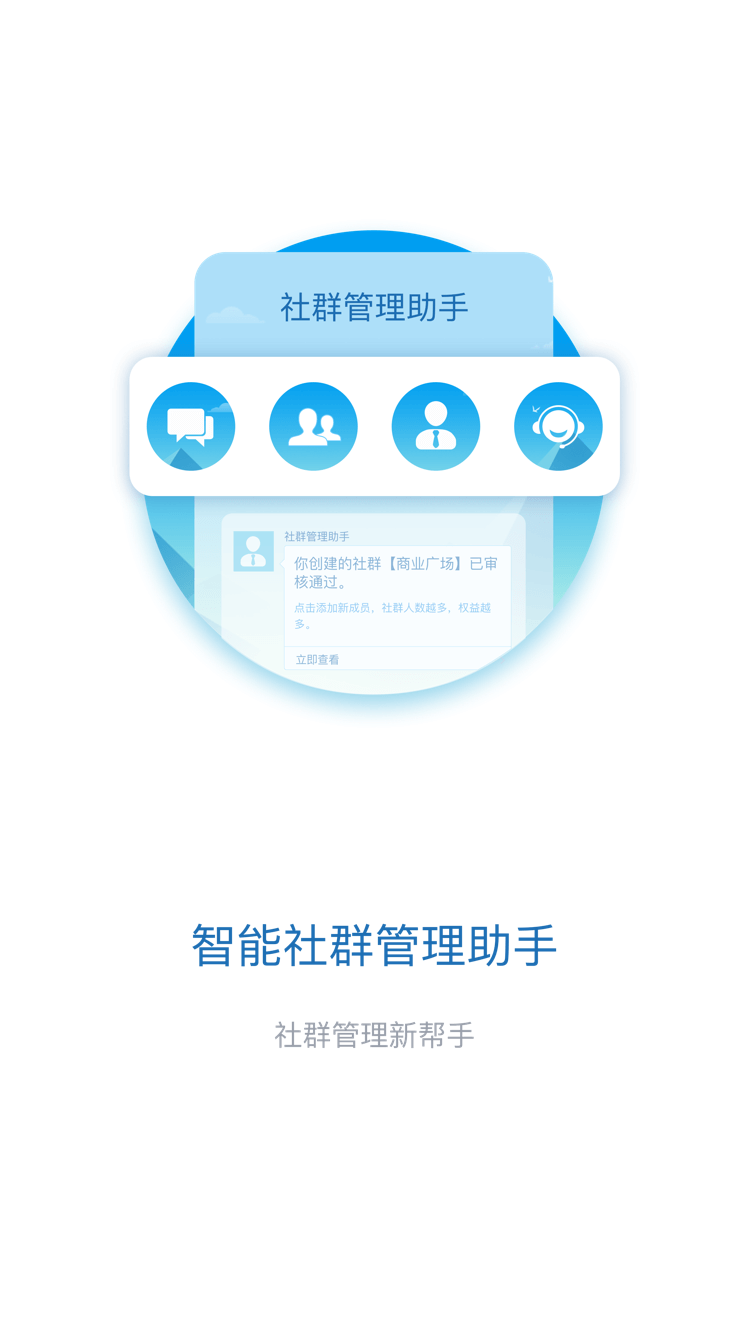 社群管理助手
社群管理助手
你创建的社群【商业广场】已审
核通过。
点击添加新成员，社群人数越多，权益越
多。
立即查看
智能社群管理助手
社群管理新帮手